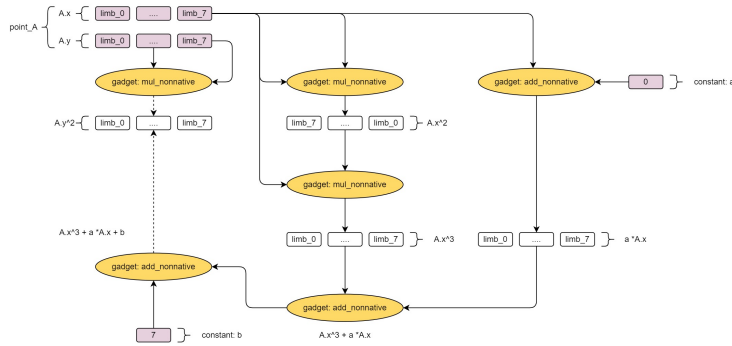 point_A
A.x
limb_0
....
limb_7
A.y
limb_0
....
limb_7
gadget: mul_nonnative
gadget: mul_nonnative
gadget: add_nonnative
0
constant: a
A.y^2
limb_0
....
limb_7
limb_7
....
limb_0
A.x^2
gadget: mul_nonnative
A.x^3 + a *A.x + b
limb_0
....
limb_7
A.x^3
limb_0
....
limb_7
a *A.x
gadget: add_nonnative
gadget: add_nonnative
7
constant: b
A.x^3 + a *A.x